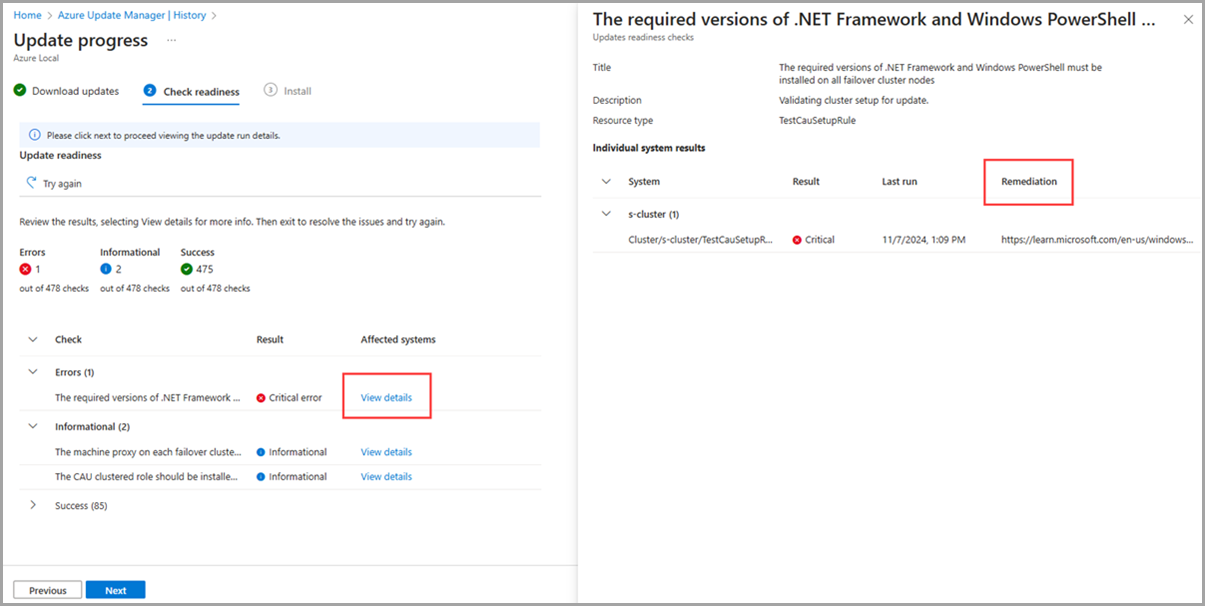 Home > Azure Update Manager | History >
Update progress ...
Azure Local
Download updates
2 Check readiness
3 Install
Please click next to proceed viewing the update run details.
Update readiness
Try again
Review the results, selecting View details for more info. Then exit to resolve the issues and try again.
Errors Informational Success
1 2 475
out of 478 checks out of 478 checks out of 478 checks
Check Result Affected systems
Errors (1)
The required versions of .NET Framework ... Critical error View details
Informational (2)
The machine proxy on each failover cluste... Informational View details
The CAU clustered role should be installe... Informational View details
Success (85)
Previous Next
The required versions of .NET Framework and Windows PowerShell ...
Updates readiness checks
Title The required versions of .NET Framework and Windows PowerShell must be
installed on all failover cluster nodes
Description Validating cluster setup for update.
Resource type TestCauSetupRule
Individual system results
System Result Last run Remediation
s-cluster (1)
Cluster/s-cluster/TestCauSetupR... Critical 11/7/2024, 1:09 PM https://learn.microsoft.com/en-us/windows...